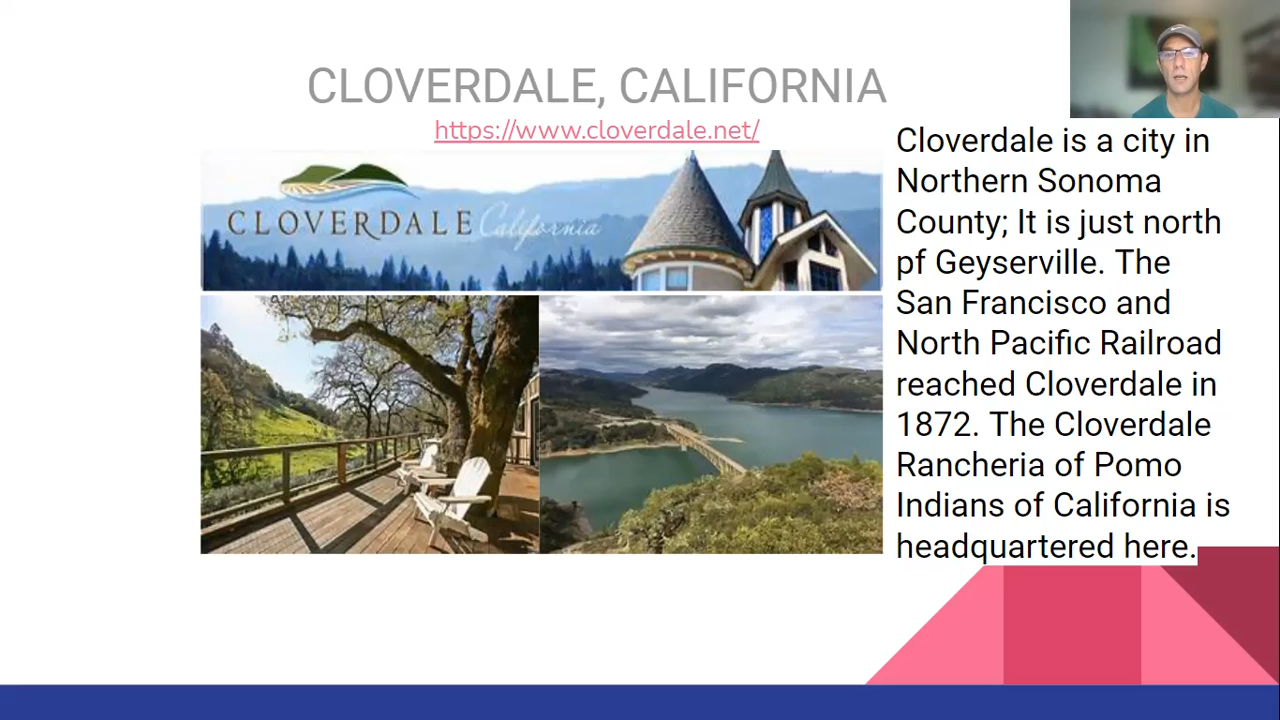 CLOVERDALE, CALIFORNIA
https://www.cloverdale.net/
CLOVERDALE California
Cloverdale is a city in
Northern Sonoma
County; It is just north
pf Geyserville. The
San Francisco and
North Pacific Railroad
reached Cloverdale in
1872. The Cloverdale
Rancheria of Pomo
Indians of California is
headquartered here.